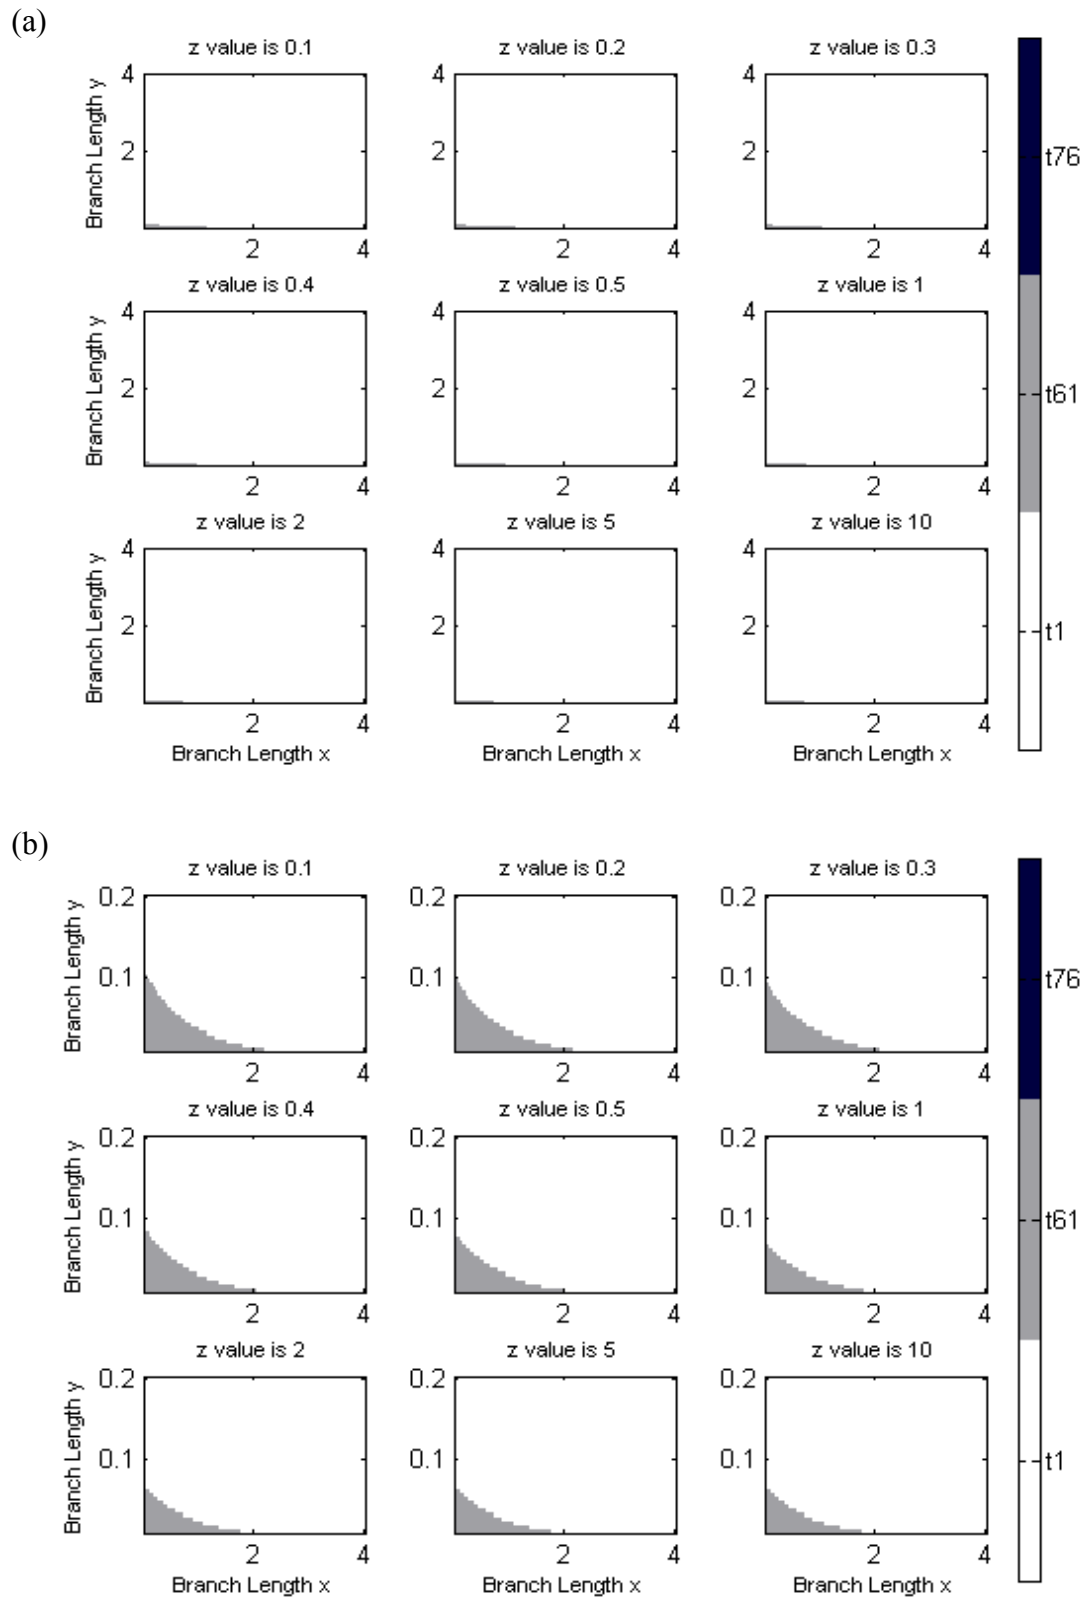 (a)
z value is 0.1 z value is 0.2 z value is 0.3
4 4 4
Branch Length y
2 2 2
t76
2 4 2 4 2 4
z value is 0.4 z value is 0.5 z value is 1
4 4 4
Branch Length y
2 2 2
t61
2 4 2 4 2 4
z value is 2 z value is 5 z value is 10
4 4 4
Branch Length y
2 2 2
t1
2 4 2 4 2 4
Branch Length x Branch Length x Branch Length x
(b)
z value is 0.1 z value is 0.2 z value is 0.3
0.2 0.2 0.2
Branch Length y
0.1 0.1 0.1
t76
2 4 2 4 2 4
z value is 0.4 z value is 0.5 z value is 1
0.2 0.2 0.2
Branch Length y
0.1 0.1 0.1
t61
2 4 2 4 2 4
z value is 2 z value is 5 z value is 10
0.2 0.2 0.2
Branch Length y
0.1 0.1 0.1
t1
2 4 2 4 2 4
Branch Length x Branch Length x Branch Length x